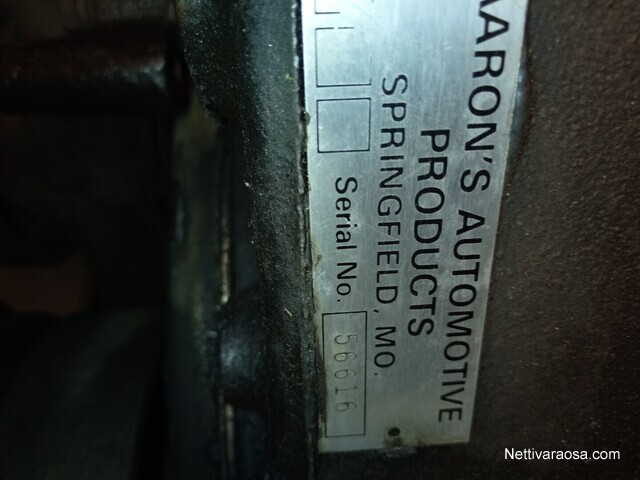 AARON'S AUTOMOTIVE
PRODUCTS
SPRINGFIELD, MO.
Serial No. 56616
Nettivaraosa.com